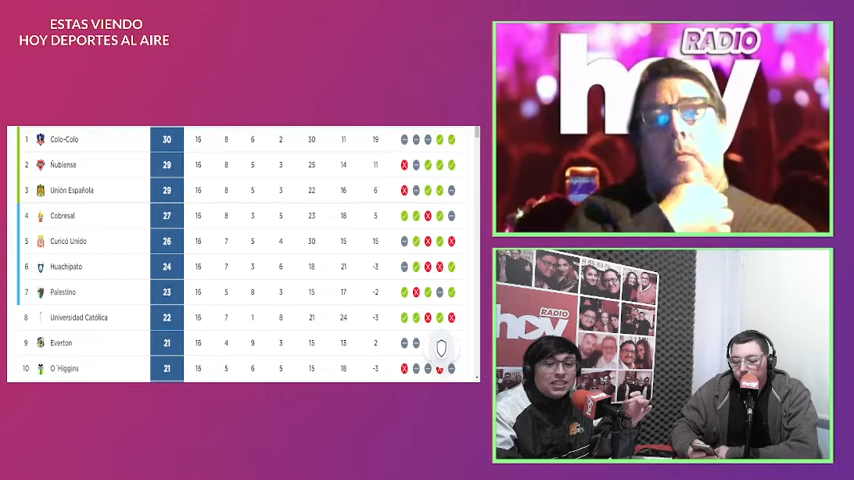 ESTAS VIENDO
HOY DEPORTES AL AIRE
1 Colo-Colo 30 16 8 6 2 30 11 19
2 Ñublense 29 16 8 5 3 25 14 11
3 Unión Española 29 16 8 5 3 22 16 6
4 Cobresal 27 16 8 3 5 23 18 5
5 Curicó Unido 26 16 7 5 4 30 15 15
6 Huachipato 24 16 7 3 6 18 21 -3
7 Palestino 23 16 5 8 3 15 17 -2
8 Universidad Católica 22 16 7 1 8 21 24 -3
9 Everton 21 16 4 9 3 15 13 2
10 O'Higgins 21 16 5 6 5 15 18 -3
RADIO
hoy
RADIO
hoy